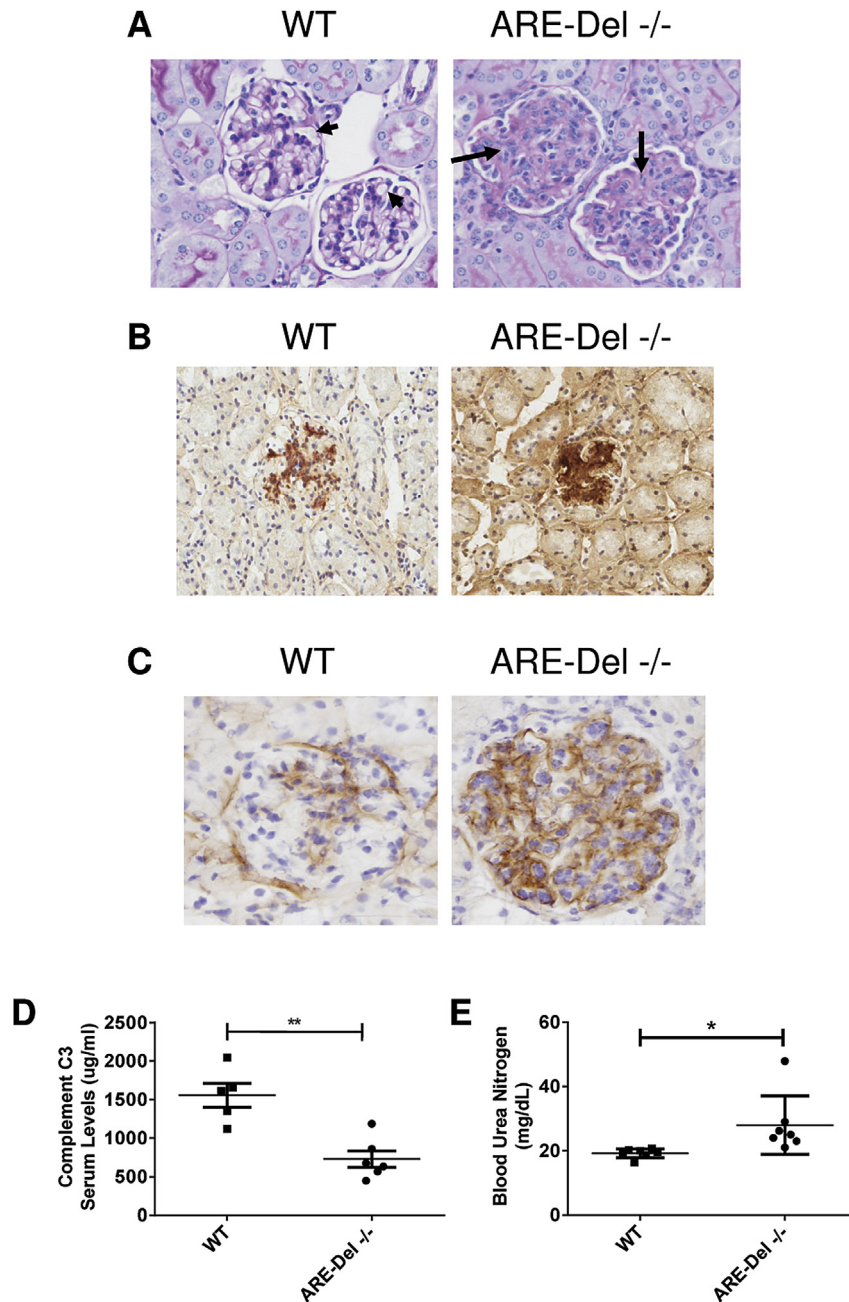 A WT ARE-Del -/-
B WT ARE-Del -/-
C WT ARE-Del -/-
D
Complement C3
Serum Levels (ug/ml)
2500
2000
1500
1000
500
0
**
WT
ARE-Del -/-
E
Blood Urea Nitrogen
(mg/dL)
60
40
20
0
*
WT
ARE-Del -/-